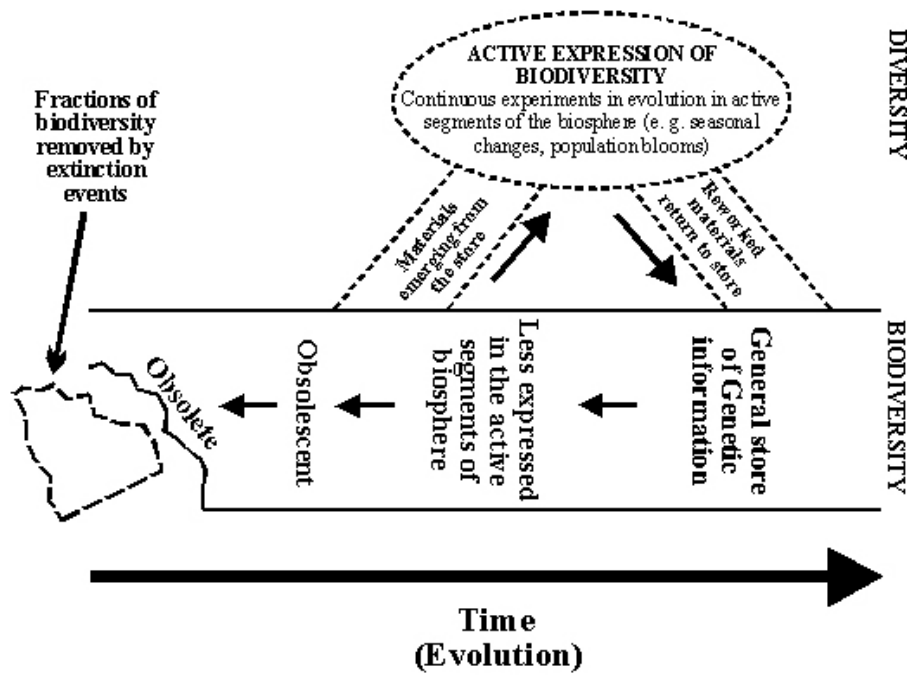 ACTIVE EXPRESSION OF
BIODIVERSITY
Continuous experiments in evolution in active
segments of the biosphere (e. g. seasonal
changes, population blooms)
DIVERSITY
Fractions of
biodiversity
removed by
extinction
events
Materials
emerging from
the store
Reworked
materials
return to store
BIODIVERSITY
Obsolete
Obsolescent
Less expressed
in the active
segments of
biosphere
General store
of Genetic
information
Time
(Evolution)